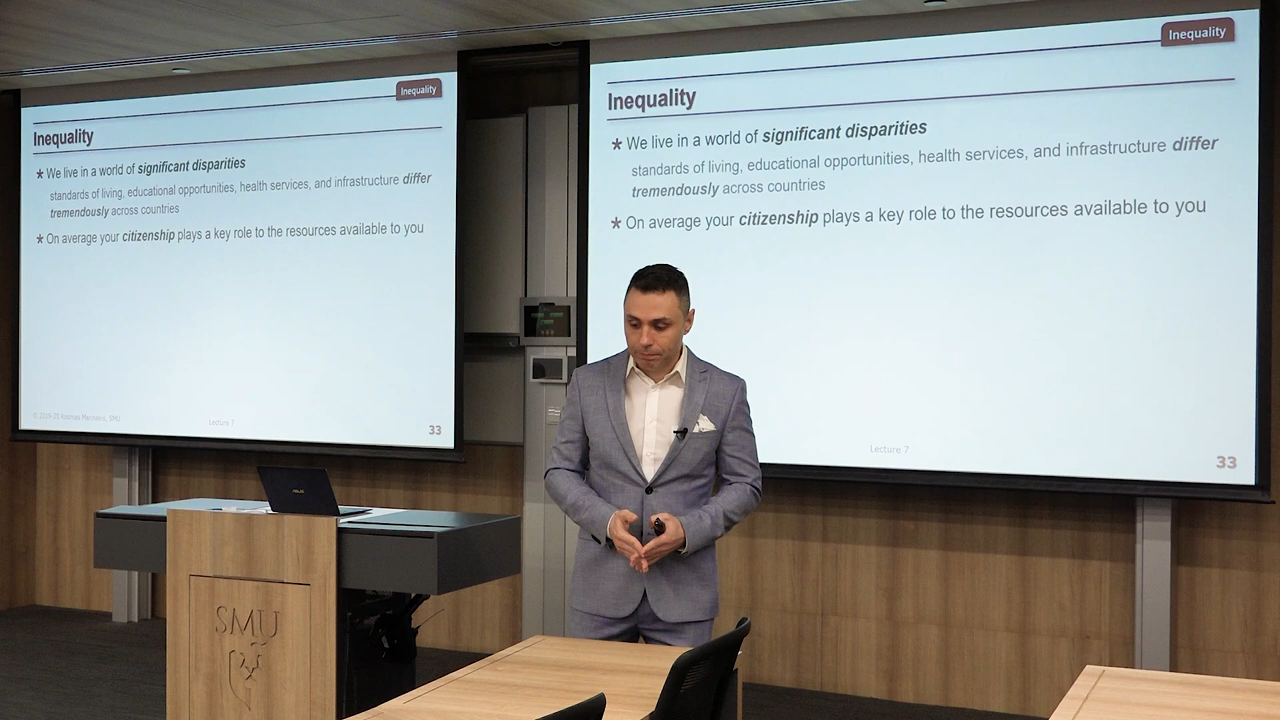 Inequality
Inequality
* We live in a world of significant disparities
standards of living, educational opportunities, health services, and infrastructure differ
tremendously across countries
* On average your citizenship plays a key role to the resources available to you
Lecture 7
33
Inequality
Inequality
* We live in a world of significant disparities
standards of living, educational opportunities, health services, and infrastructure differ
tremendously across countries
* On average your citizenship plays a key role to the resources available to you
Lecture 7
33
ASUS
SMU